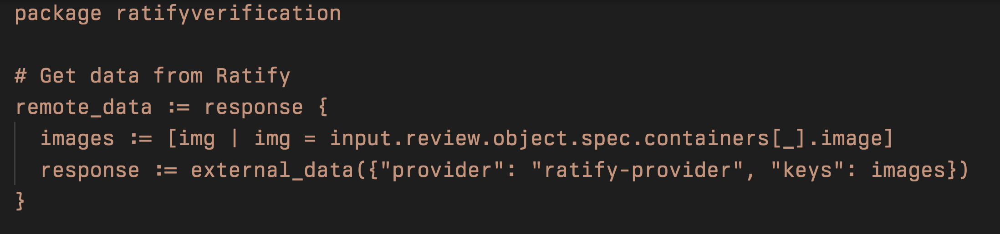 package ratifyverification
# Get data from Ratify
remote_data := response {
  images := [img | img = input.review.object.spec.containers[_].image]
  response := external_data({"provider": "ratify-provider", "keys": images})
}